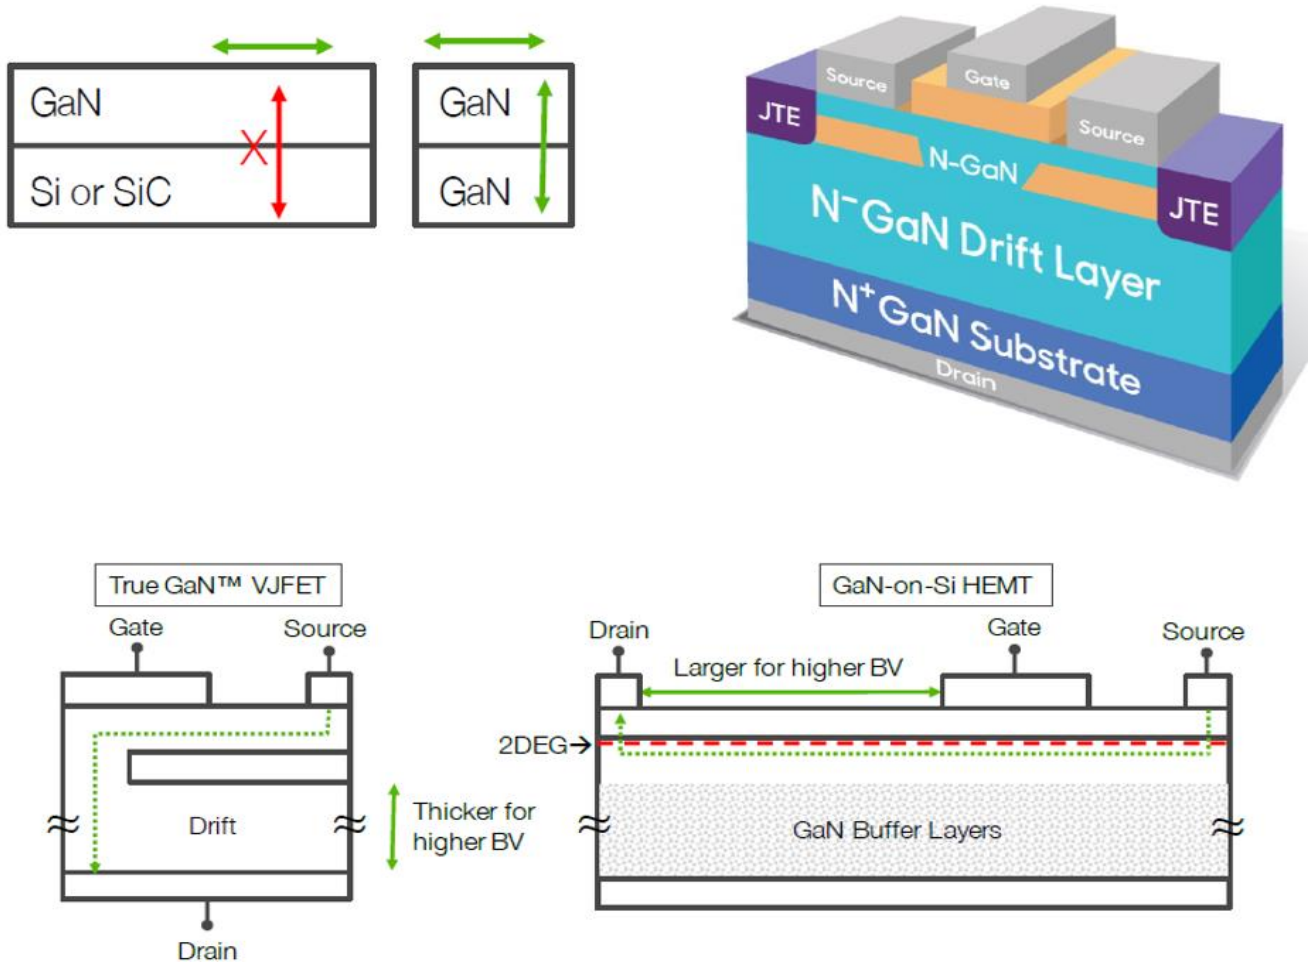 GaN
Si or SiC
X
GaN
GaN
Source
Gate
Source
JTE
N-GaN
JTE
N⁻GaN Drift Layer
N⁺GaN Substrate
Drain
True GaN™ VJFET
Gate
Source
Drift
Thicker for
higher BV
Drain
GaN-on-Si HEMT
Drain
Gate
Source
Larger for higher BV
2DEG→
GaN Buffer Layers